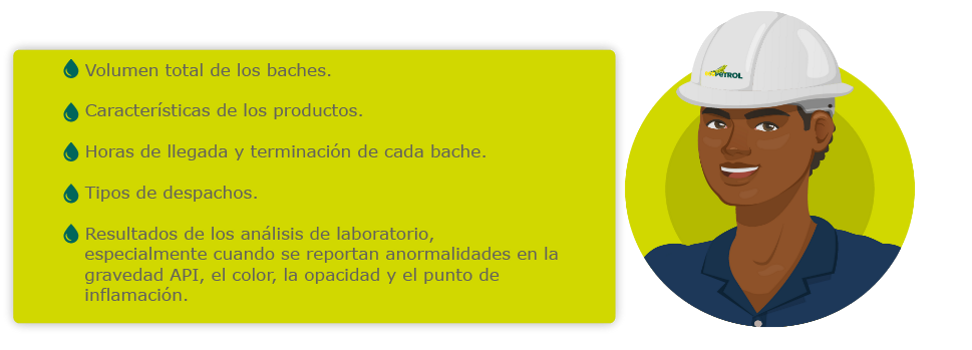 Volumen total de los baches.
Características de los productos.
Horas de llegada y terminación de cada bache.
Tipos de despachos.
Resultados de los análisis de laboratorio,
especialmente cuando se reportan anormalidades en la
gravedad API, el color, la opacidad y el punto de
inflamación.